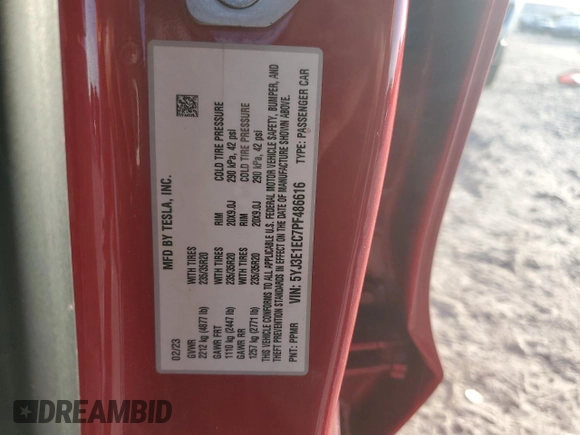 MFD BY TESLA, INC.
02/23
GVWR
2212 kg (4877 lb)
GAWR FRT WITH TIRES RIM COLD TIRE PRESSURE
1110 kg (2447 lb) 235/35R20 20X9.0J 290 kPa, 42 psi
GAWR RR WITH TIRES RIM COLD TIRE PRESSURE
1257 kg (2771 lb) 235/35R20 20X9.0J 290 kPa, 42 psi
THIS VEHICLE CONFORMS TO ALL APPLICABLE U.S. FEDERAL MOTOR VEHICLE SAFETY, BUMPER, AND
THEFT PREVENTION STANDARDS IN EFFECT ON THE DATE OF MANUFACTURE SHOWN ABOVE.
VIN: 5YJ3E1EC7PF486616 TYPE: PASSENGER CAR
PNT: PPMR
DREAMBID